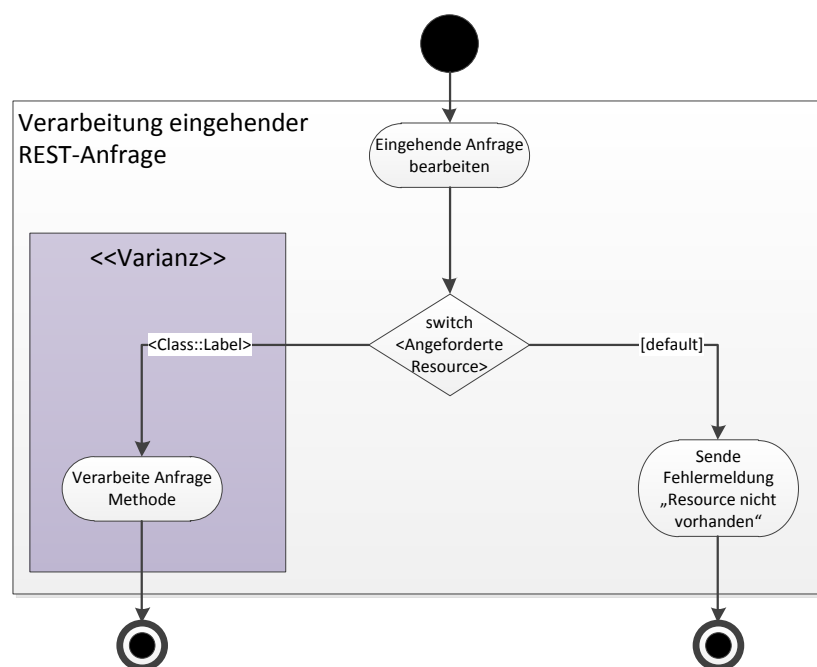 Verarbeitung eingehender
REST-Anfrage
Eingehende Anfrage
bearbeiten
<<Varianz>>
switch
<Angeforderte
Resource>
<Class::Label>
[default]
Verarbeite Anfrage
Methode
Sende
Fehlermeldung
„Resource nicht
vorhanden“